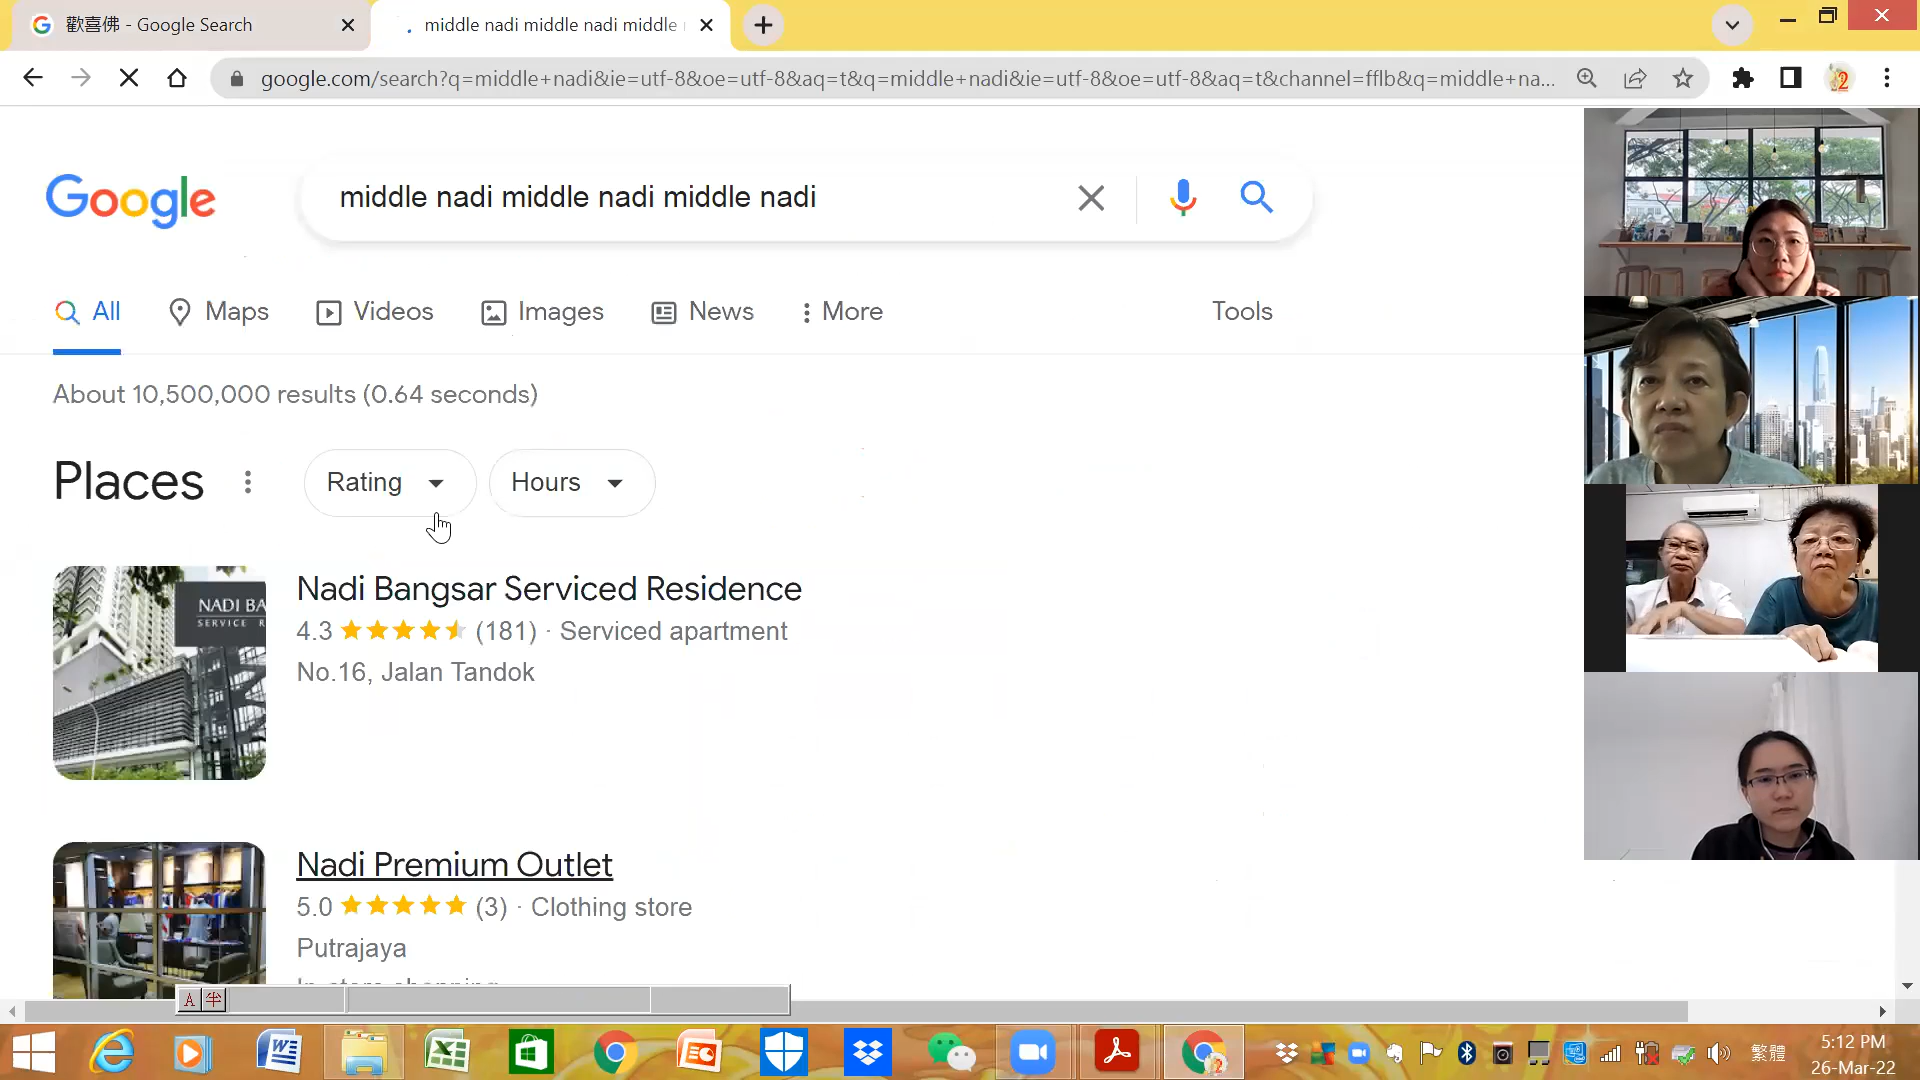 歡喜佛 - Google Search
middle nadi middle nadi middle
google.com/search?q=middle+nadi&ie=utf-8&oe=utf-8&aq=t&q=middle+nadi&ie=utf-8&oe=utf-8&aq=t&channel=fflb&q=middle+na...
Google
middle nadi middle nadi middle nadi
All
Maps
Videos
Images
News
More
Tools
About 10,500,000 results (0.64 seconds)
Places
Rating
Hours
NADI BA
SERVICE R
Nadi Bangsar Serviced Residence
4.3 (181) · Serviced apartment
No.16, Jalan Tandok
Nadi Premium Outlet
5.0 (3) · Clothing store
Putrajaya
A 半
繁體
5:12 PM
26-Mar-22